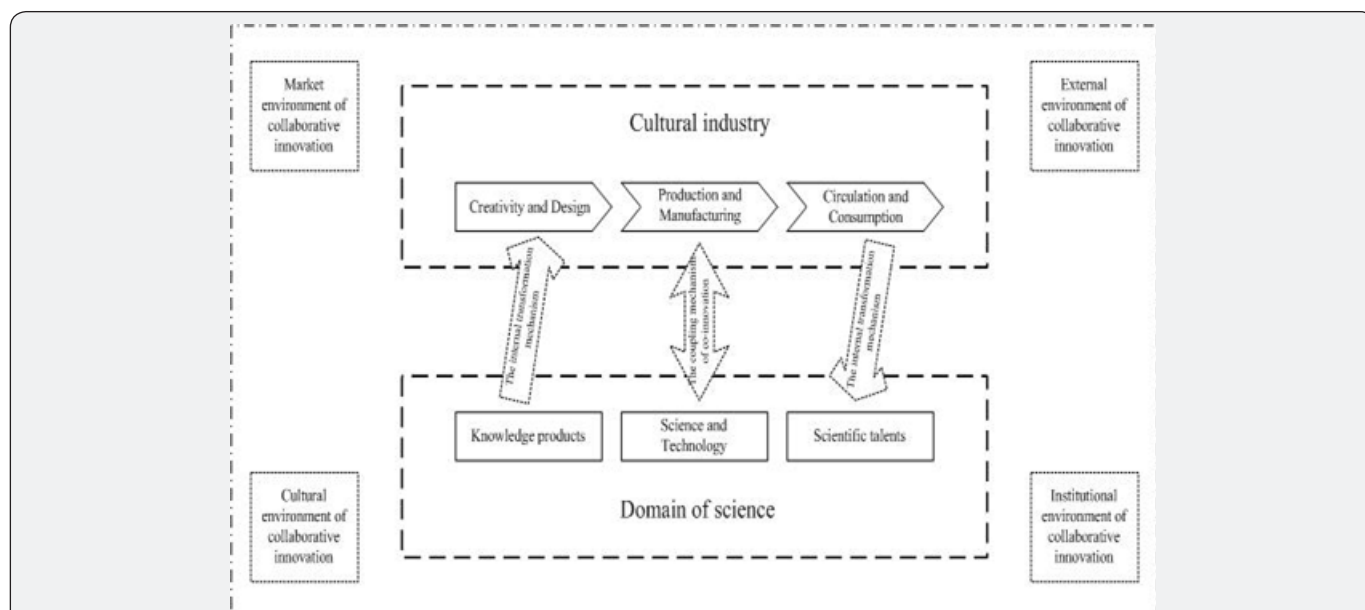 Market
environment of
collaborative
innovation
External
environment of
collaborative
innovation
Cultural industry
Creativity and Design
Production and
Manufacturing
Circulation and
Consumption
The internal transformation
mechanism
The coupling mechanism
of co-innovation
The internal transformation
mechanism
Knowledge products
Science and
Technology
Scientific talents
Domain of science
Cultural
environment of
collaborative
innovation
Institutional
environment of
collaborative
innovation